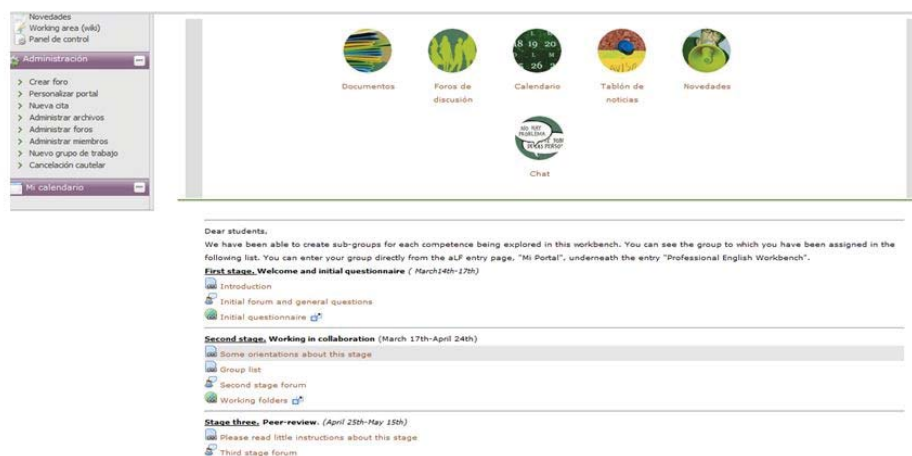 Novedades
Working area (wiki)
Panel de control
Administración
Crear foro
Personalizar portal
Nueva cita
Administrar archivos
Administrar foros
Administrar miembros
Nuevo grupo de trabajo
Cancelación cautelar
Mi calendario
18 19 20
26
Documentos
Foros de discusión
Calendario
Tablón de noticias
Novedades
NO HAY PROBLEMA
Chat
Dear students,
We have been able to create sub-groups for each competence being explored in this workbench. You can see the group to which you have been assigned in the
following list. You can enter your group directly from the aLF entry page, "Mi Portal", underneath the entry "Professional English Workbench".
First stage. Welcome and initial questionnaire ( March14th-17th)
Introduction
Initial forum and general questions
Initial questionnaire
Second stage. Working in collaboration (March 17th-April 24th)
Some orientations about this stage
Group list
Second stage forum
Working folders
Stage three. Peer-review. (April 25th-May 15th)
Please read little instructions about this stage
Third stage forum